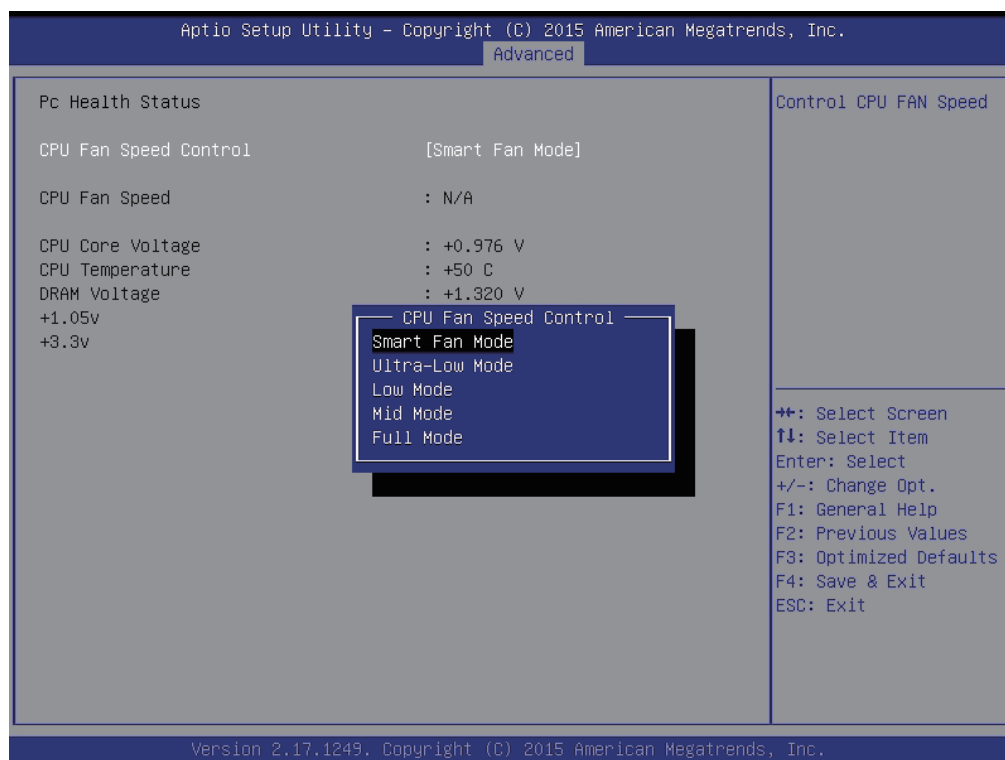 Aptio Setup Utility – Copyright (C) 2015 American Megatrends, Inc.
Advanced
Pc Health Status
CPU Fan Speed Control [Smart Fan Mode]
CPU Fan Speed : N/A
CPU Core Voltage : +0.976 V
CPU Temperature : +50 C
DRAM Voltage : +1.320 V
+1.05v
+3.3v
CPU Fan Speed Control
Smart Fan Mode
Ultra-Low Mode
Low Mode
Mid Mode
Full Mode
Control CPU FAN Speed
→←: Select Screen
↑↓: Select Item
Enter: Select
+/-: Change Opt.
F1: General Help
F2: Previous Values
F3: Optimized Defaults
F4: Save & Exit
ESC: Exit
Version 2.17.1249. Copyright (C) 2015 American Megatrends, Inc.